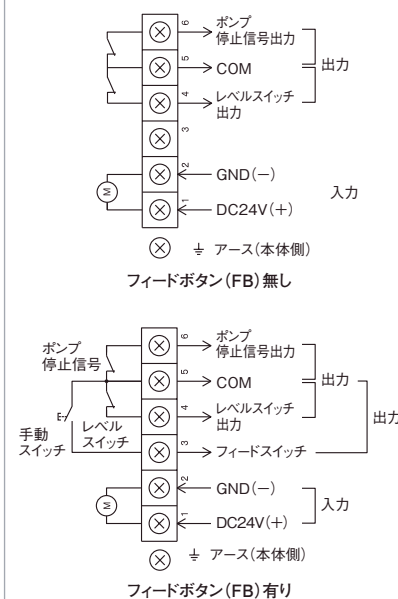 6
ポンプ
停止信号出力
5
COM
出力
4
レベルスイッチ
出力
3
2
GND(−)
入力
M
1
DC24V(+)
アース(本体側)
フィードボタン(FB)無し
ポンプ
停止信号
6
ポンプ
停止信号出力
5
COM
出力
4
レベルスイッチ
出力
出力
手動
スイッチ
レベル
スイッチ
3
フィードスイッチ
2
GND(−)
入力
M
1
DC24V(+)
アース(本体側)
フィードボタン(FB)有り